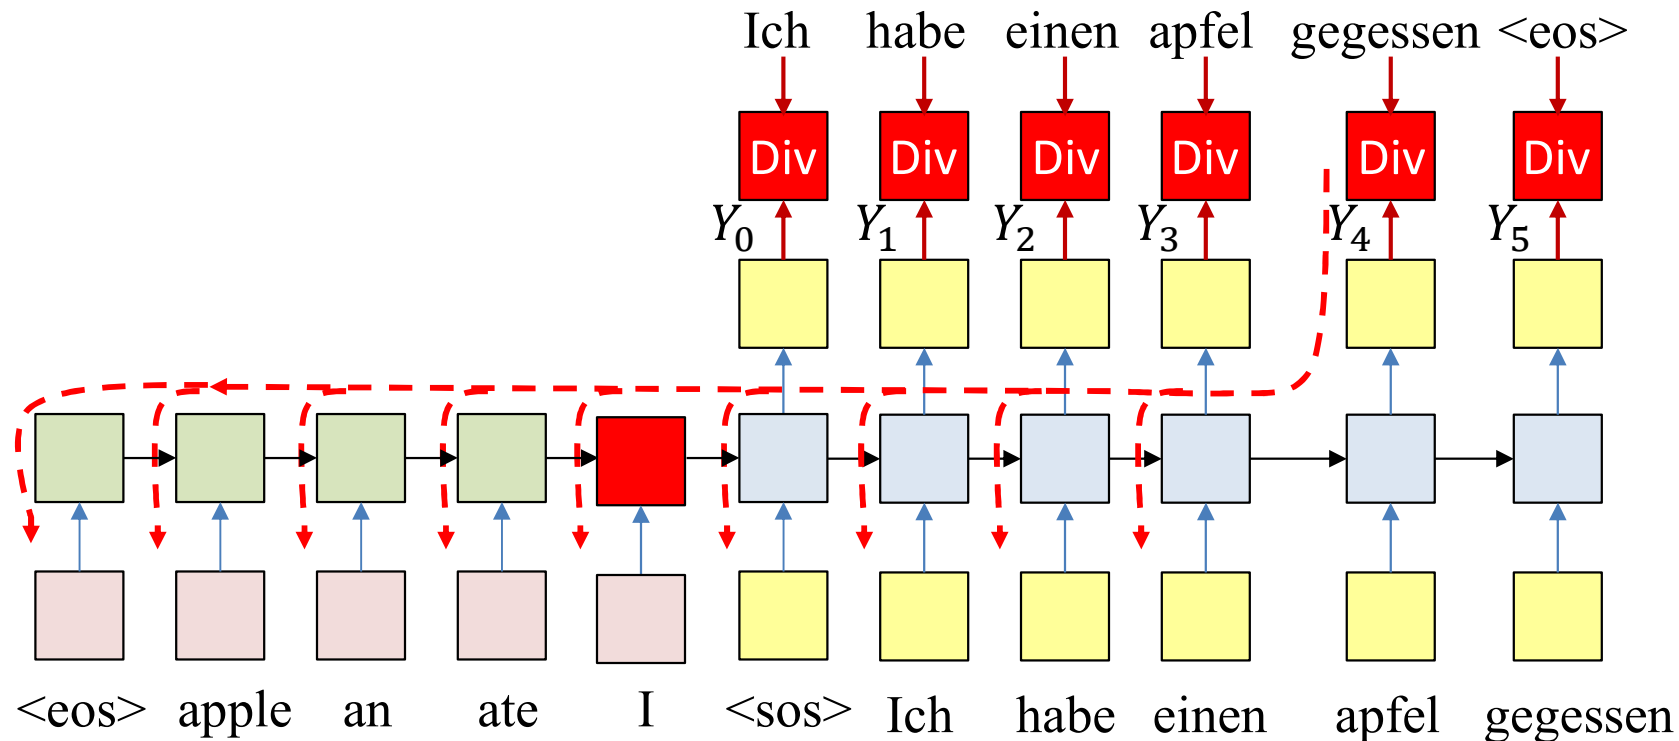 Ich habe einen apfel gegessen <eos>
Div Div Div Div Div Div
Y₀ Y₁ Y₂ Y₃ Y₄ Y₅
<eos> apple an ate I <sos> Ich habe einen apfel gegessen